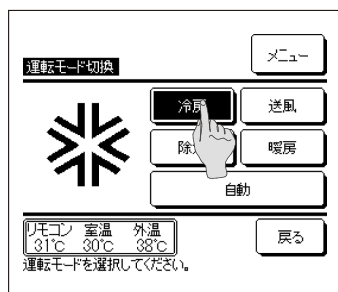 運転モード切換
メニュー
冷房
送風
暖房
自動
リモコン 室温 外温
31℃ 30℃ 38℃
戻る
運転モードを選択してください。